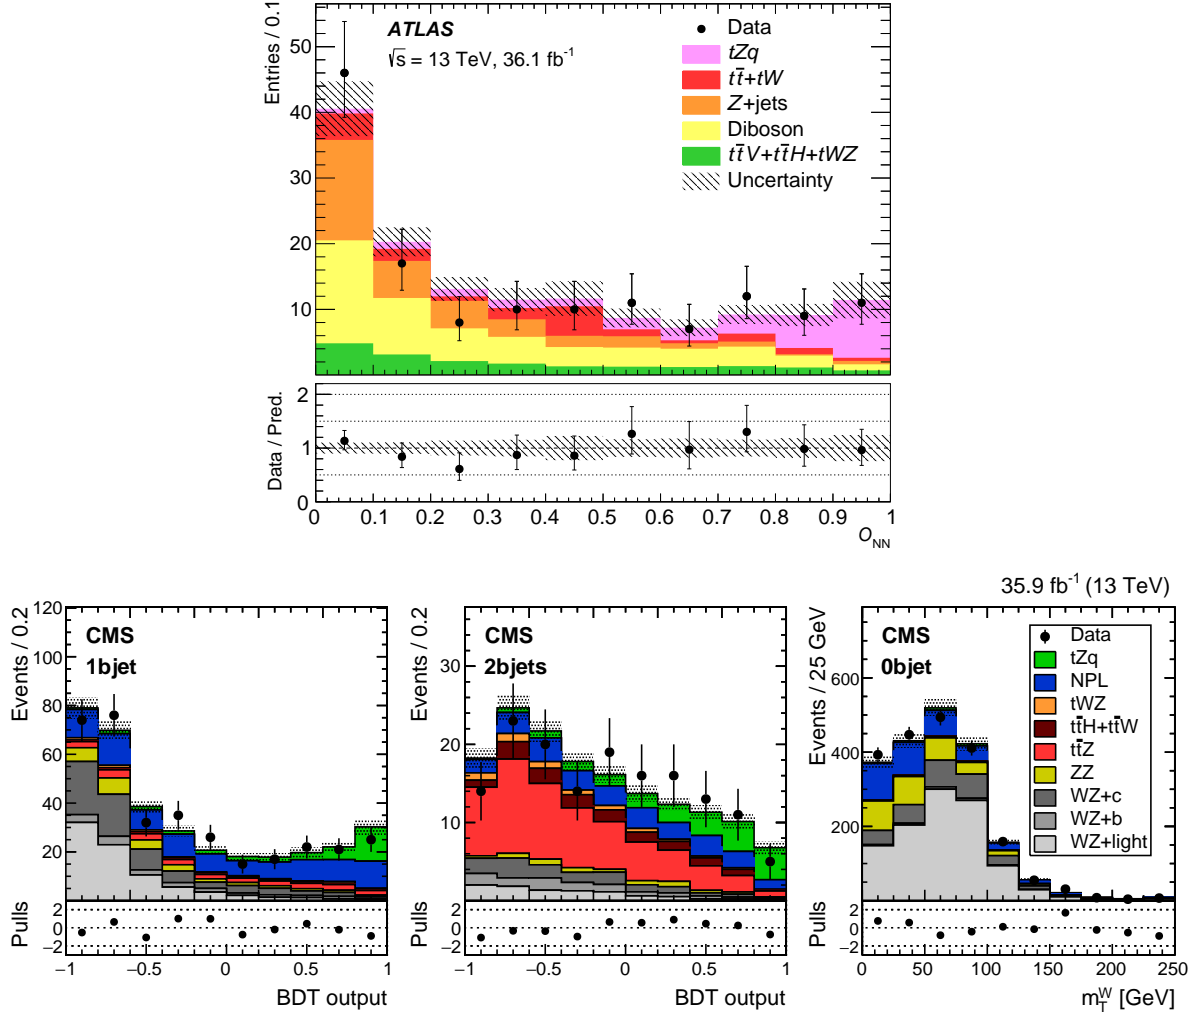 Entries / 0.1
ATLAS
√s = 13 TeV, 36.1 fb⁻¹
Data
tZq
tt̄+tW
Z+jets
Diboson
tt̄V+tt̄H+tWZ
Uncertainty
50
40
30
20
10
Data / Pred.
2
1
0
0 0.1 0.2 0.3 0.4 0.5 0.6 0.7 0.8 0.9 1
O_NN
35.9 fb⁻¹ (13 TeV)
Events / 0.2
CMS
1bjet
120
100
80
60
40
20
Pulls
2
0
−2
−1 −0.5 0 0.5 1
BDT output
Events / 0.2
CMS
2bjets
30
20
10
Pulls
2
0
−2
−1 −0.5 0 0.5 1
BDT output
Events / 25 GeV
CMS
0bjet
Data
tZq
NPL
tWZ
tt̄H+tt̄W
tt̄Z
ZZ
WZ+c
WZ+b
WZ+light
600
400
200
Pulls
2
0
−2
0 50 100 150 200 250
m_T^W [GeV]